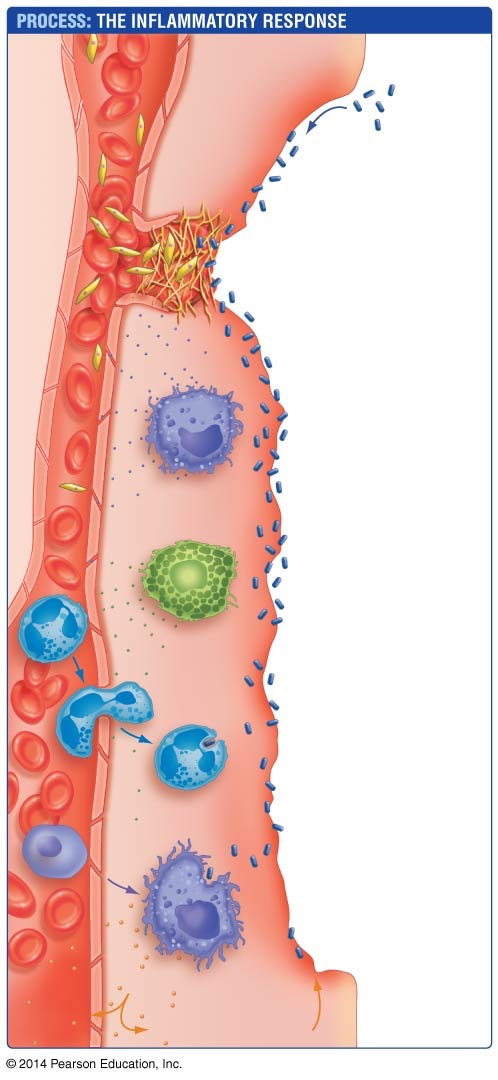 PROCESS: THE INFLAMMATORY RESPONSE
© 2014 Pearson Education, Inc.